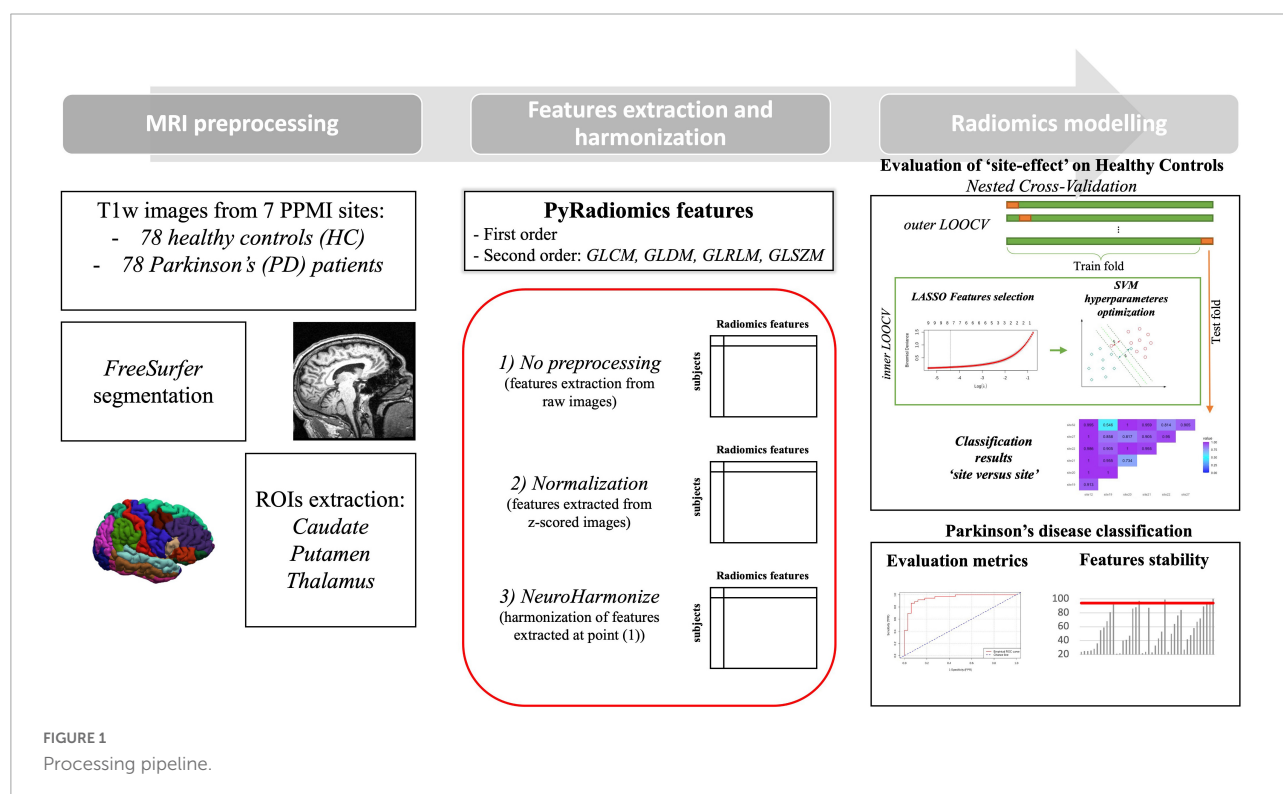 MRI preprocessing
T1w images from 7 PPMI sites:
- 78 healthy controls (HC)
- 78 Parkinson's (PD) patients
FreeSurfer
segmentation
ROIs extraction:
Caudate
Putamen
Thalamus
Features extraction and
harmonization
PyRadiomics features
- First order
- Second order: GLCM, GLDM, GLRLM, GLSZM
1) No preprocessing
(features extraction from
raw images)
Radiomics features
subjects
2) Normalization
(features extracted from
z-scored images)
Radiomics features
subjects
3) NeuroHarmonize
(harmonization of features
extracted at point (1))
Radiomics features
subjects
Radiomics modelling
Evaluation of 'site-effect' on Healthy Controls
Nested Cross-Validation
outer LOOCV
Train fold
Test fold
inner LOOCV
LASSO Features selection
Binomial Deviance
Log(λ)
SVM
hyperparameteres
optimization
Classification
results
'site versus site'
value
Parkinson's disease classification
Evaluation metrics
Features stability
100
80
60
40
20
FIGURE 1
Processing pipeline.